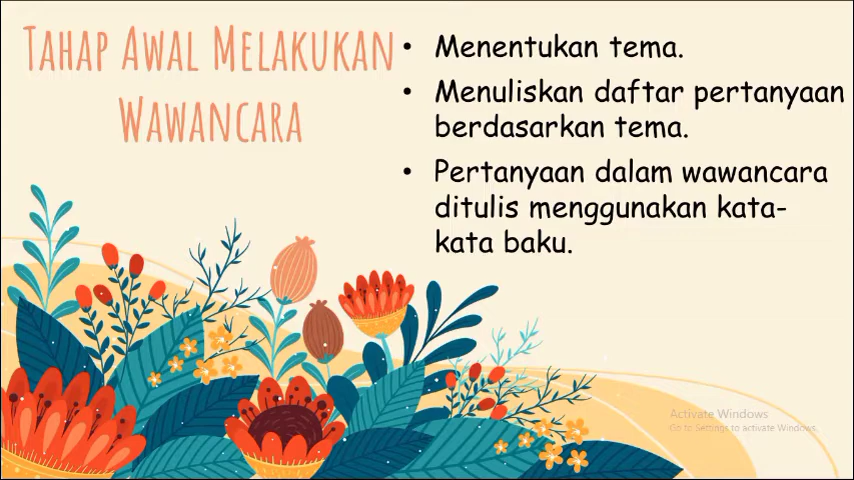 TAHAP AWAL MELAKUKAN
WAWANCARA
• Menentukan tema.
• Menuliskan daftar pertanyaan
berdasarkan tema.
• Pertanyaan dalam wawancara
ditulis menggunakan kata-
kata baku.
Activate Windows
Go to Settings to activate Windows.